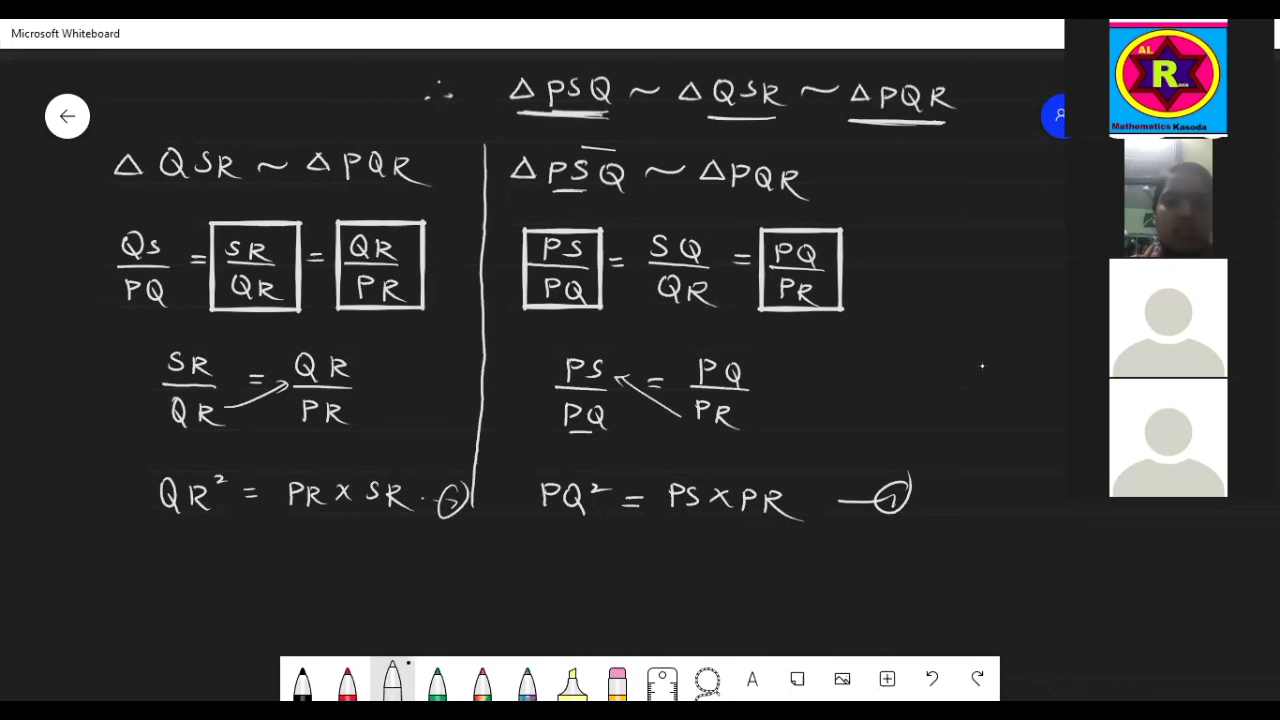 Microsoft Whiteboard
∴ Δ PSQ ~ Δ QSR ~ Δ PQR
Δ QSR ~ Δ PQR
QS/PQ = SR/QR = QR/PR
SR/QR = QR/PR
QR² = PR × SR
Δ PSQ ~ Δ PQR
PS/PQ = SQ/QR = PQ/PR
PS/PQ = PQ/PR
PQ² = PS × PR
AL
R
Mathematics Kasoda
A